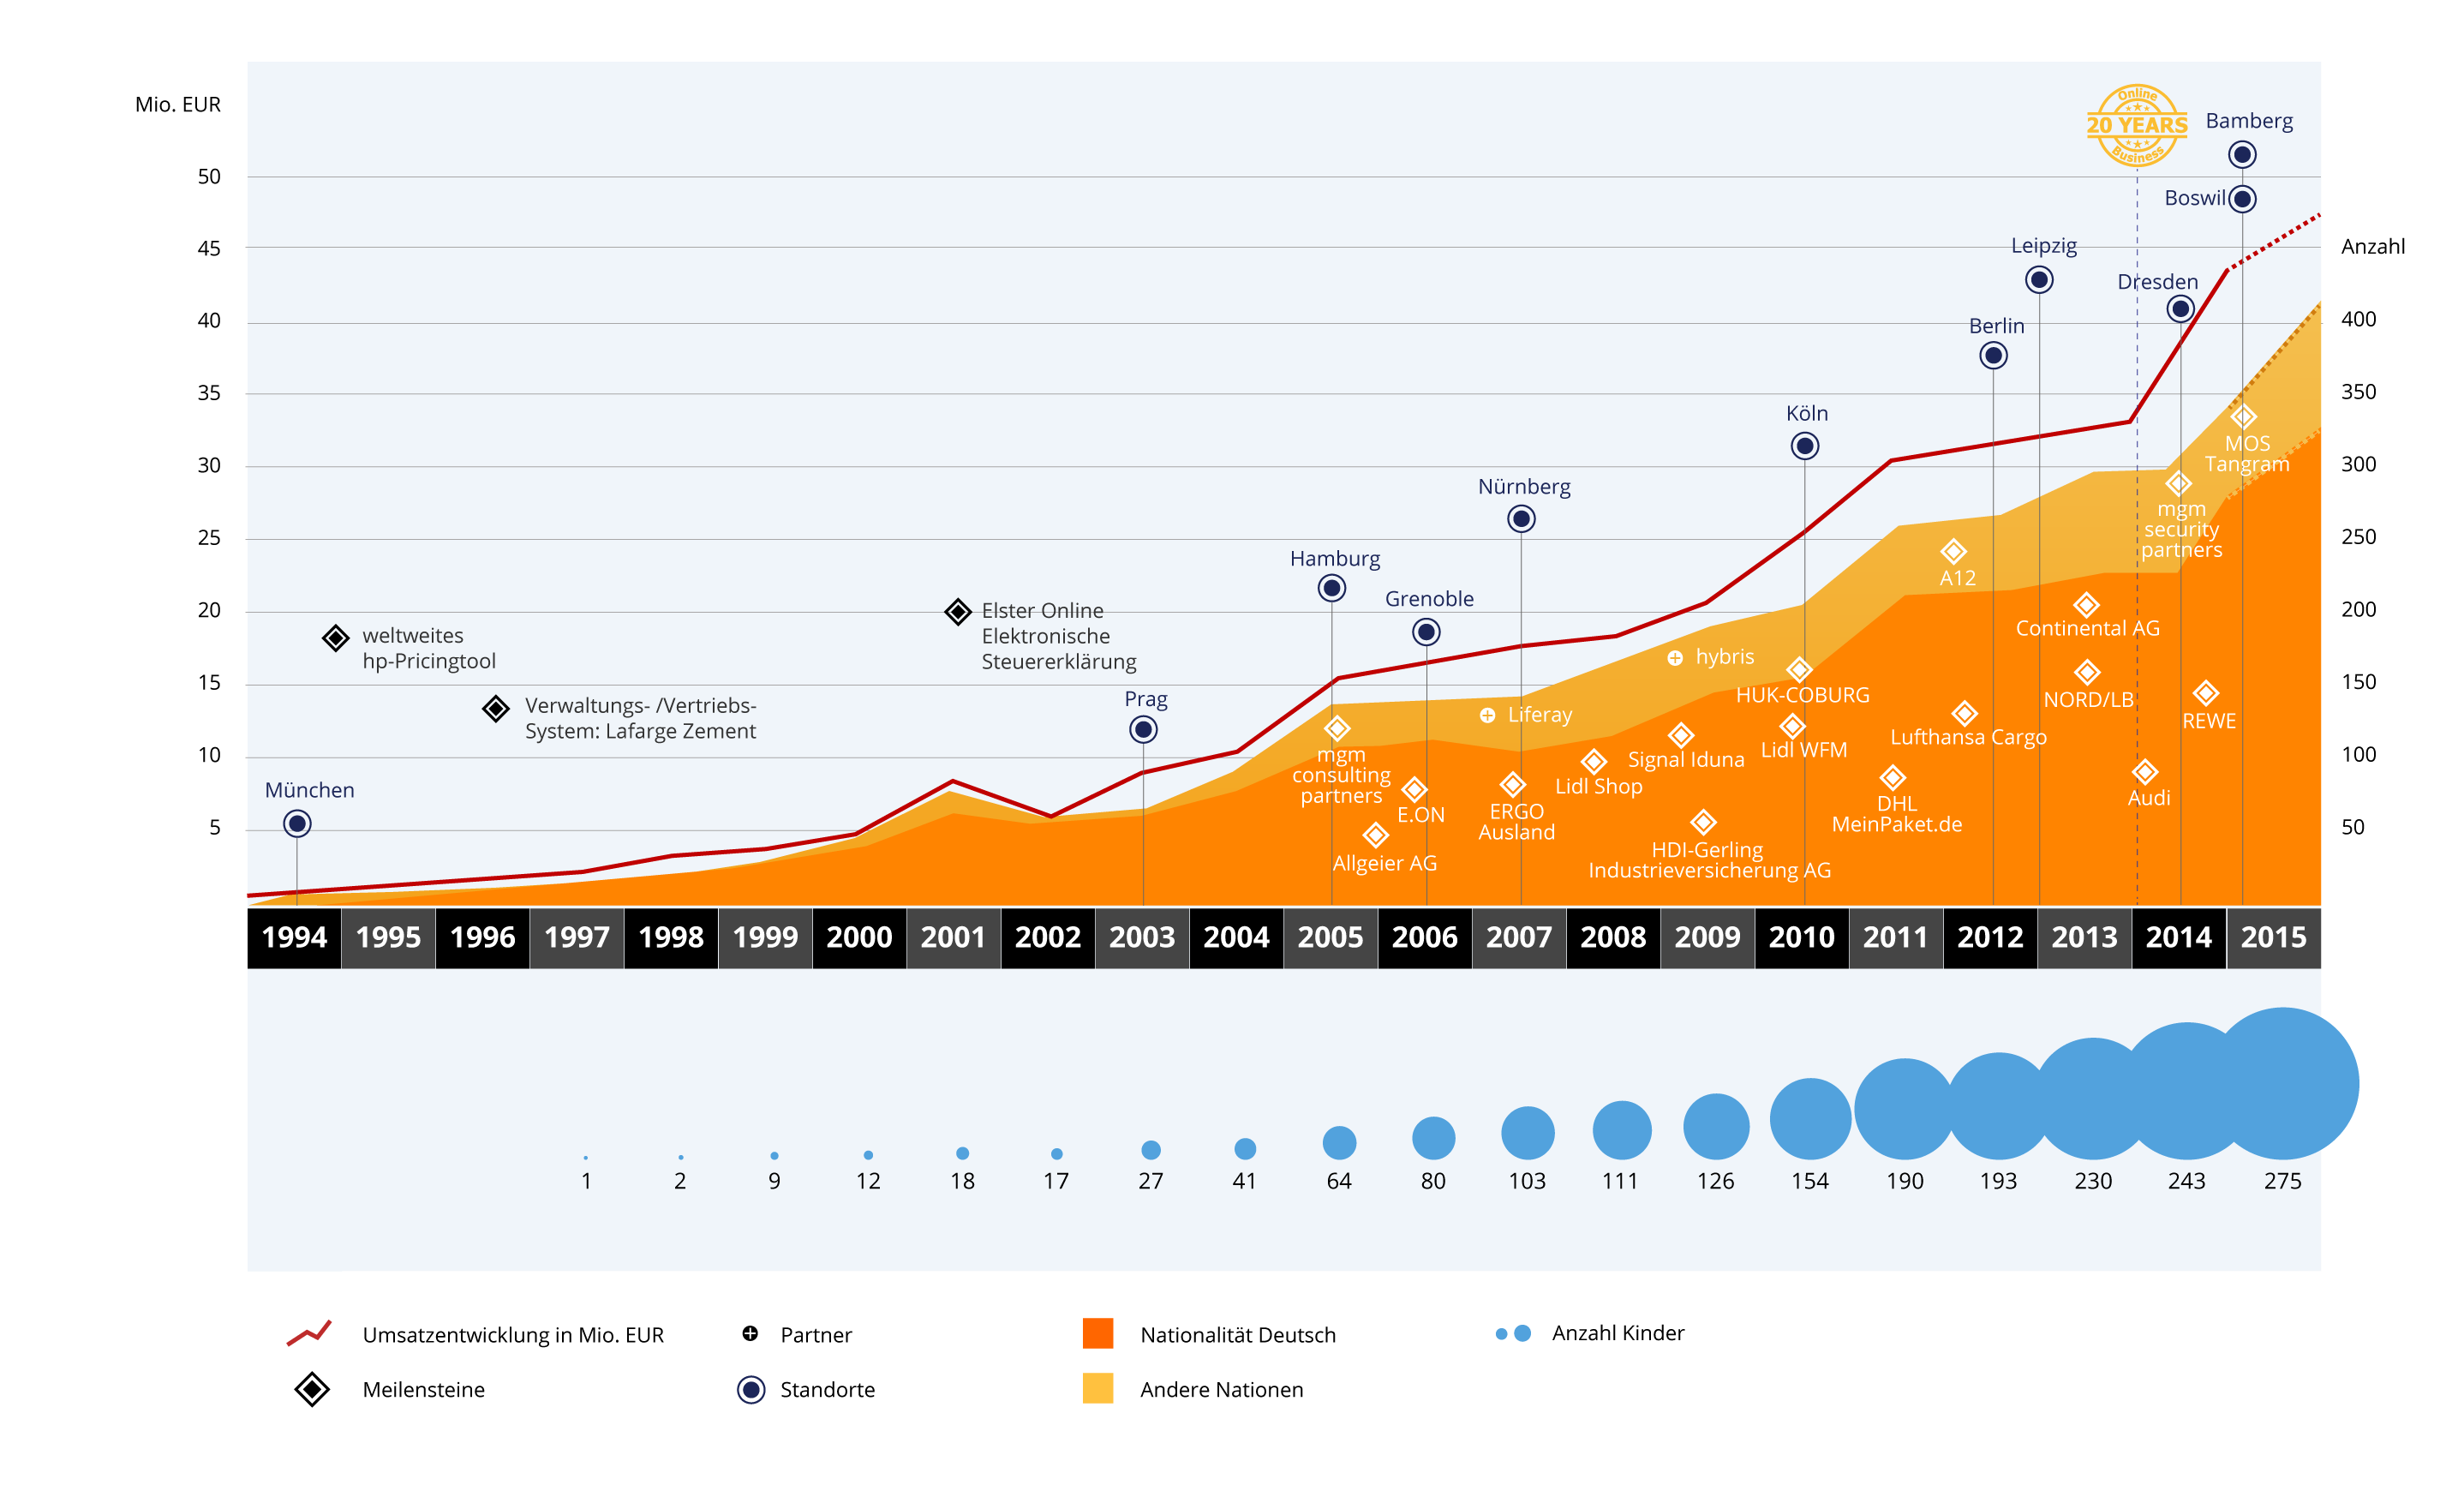 Mio. EUR
50
45
40
35
30
25
20
15
10
5
Anzahl
400
350
300
250
200
150
100
50
Online
20 YEARS
Business
Bamberg
Boswil
Leipzig
Dresden
Berlin
Köln
Nürnberg
Hamburg
Grenoble
Prag
München
weltweites
hp-Pricingtool
Verwaltungs- /Vertriebs-
System: Lafarge Zement
Elster Online
Elektronische
Steuererklärung
MOS
Tangram
mgm
security
partners
A12
Continental AG
hybris
HUK-COBURG
NORD/LB
REWE
Liferay
Lufthansa Cargo
Lidl WFM
Signal Iduna
mgm
consulting
partners
Lidl Shop
Audi
E.ON
ERGO
Ausland
DHL
MeinPaket.de
Allgeier AG
HDI-Gerling
Industrieversicherung AG
1994 1995 1996 1997 1998 1999 2000 2001 2002 2003 2004 2005 2006 2007 2008 2009 2010 2011 2012 2013 2014 2015
1 2 9 12 18 17 27 41 64 80 103 111 126 154 190 193 230 243 275
Umsatzentwicklung in Mio. EUR
Partner
Nationalität Deutsch
Anzahl Kinder
Meilensteine
Standorte
Andere Nationen